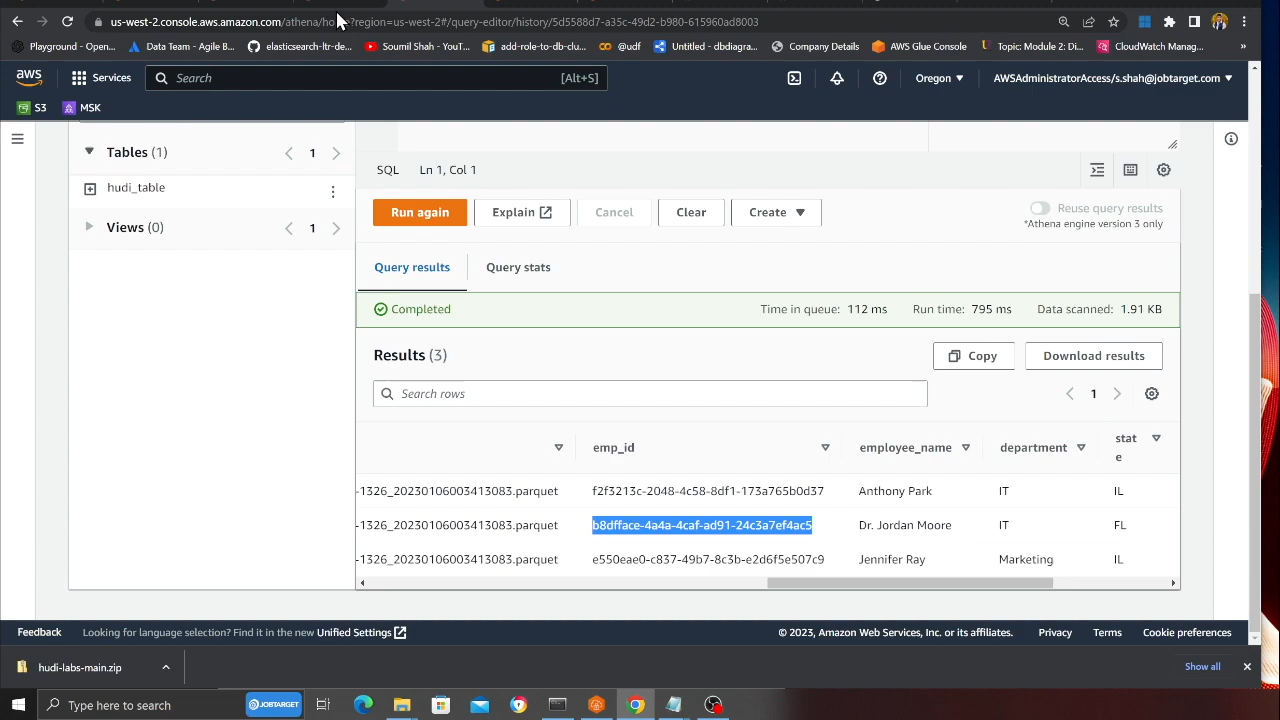 us-west-2.console.aws.amazon.com/athena/home?region=us-west-2#/query-editor/history/5d5588d7-a35c-49d2-b980-615960ad8003
Playground - Open... Data Team - Agile B... elasticsearch-ltr-de... Soumil Shah - YouT... add-role-to-db-clu... @udf Untitled - dbdiagra... Company Details AWS Glue Console Topic: Module 2: Di... CloudWatch Manag... »
aws Services Search [Alt+S] Oregon AWSAdministratorAccess/s.shah@jobtarget.com
S3 MSK
Tables (1) 1
SQL Ln 1, Col 1
hudi_table
Run again Explain Cancel Clear Create Reuse query results
*Athena engine version 3 only
Views (0) 1
Query results Query stats
Completed Time in queue: 112 ms Run time: 795 ms Data scanned: 1.91 KB
Results (3) Copy Download results
Search rows 1
emp_id employee_name department stat
e
-1326_20230106003413083.parquet f2f3213c-2048-4c58-8df1-173a765b0d37 Anthony Park IT IL
-1326_20230106003413083.parquet b8dfface-4a4a-4caf-ad91-24c3a7ef4ac5 Dr. Jordan Moore IT FL
-1326_20230106003413083.parquet e550eae0-c837-49b7-8c3b-e2d6f5e507c9 Jennifer Ray Marketing IL
Feedback Looking for language selection? Find it in the new Unified Settings © 2023, Amazon Web Services, Inc. or its affiliates. Privacy Terms Cookie preferences
hudi-labs-main.zip Show all
Type here to search JOBTARGET